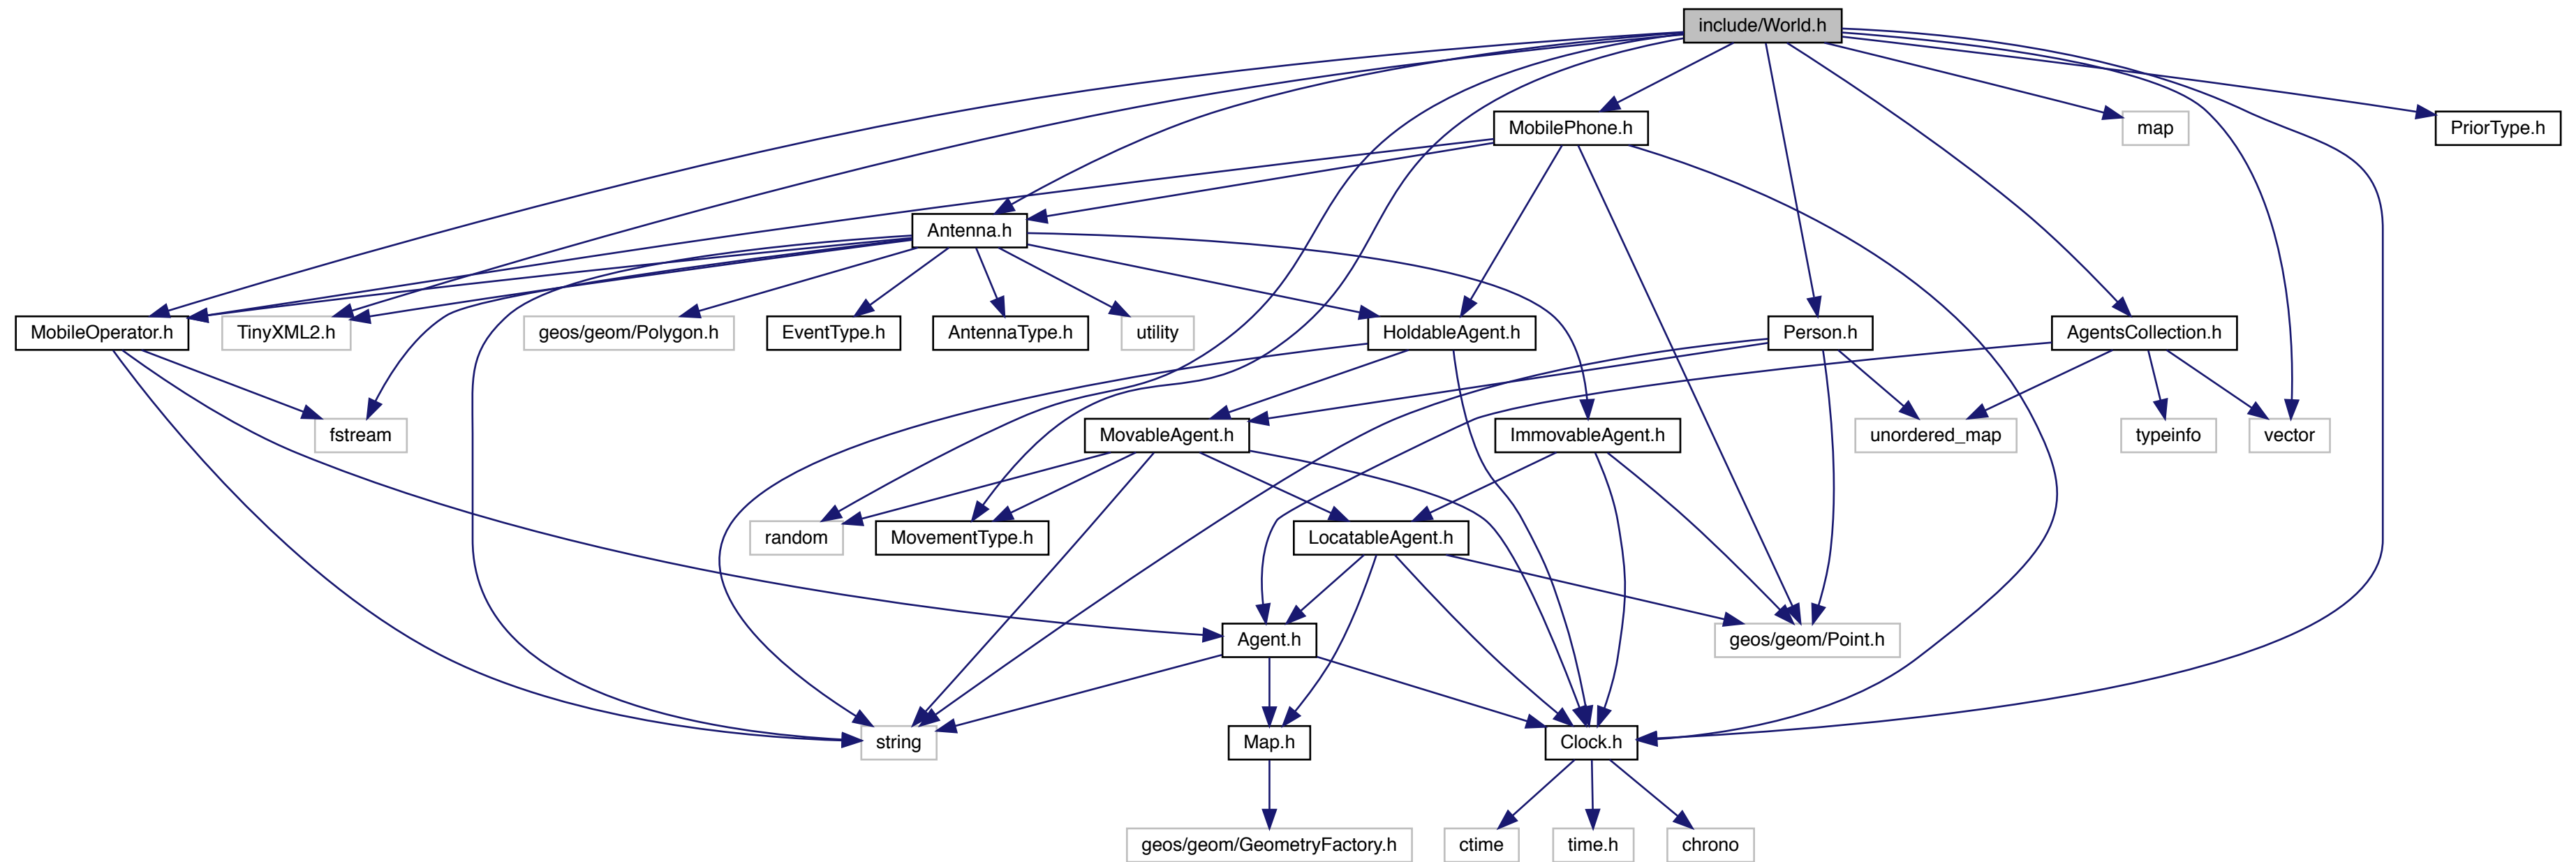 include/World.h
MobilePhone.h
map
PriorType.h
Antenna.h
MobileOperator.h
TinyXML2.h
geos/geom/Polygon.h
EventType.h
AntennaType.h
utility
HoldableAgent.h
Person.h
AgentsCollection.h
fstream
MovableAgent.h
ImmovableAgent.h
unordered_map
typeinfo
vector
random
MovementType.h
LocatableAgent.h
Agent.h
geos/geom/Point.h
string
Map.h
Clock.h
geos/geom/GeometryFactory.h
ctime
time.h
chrono